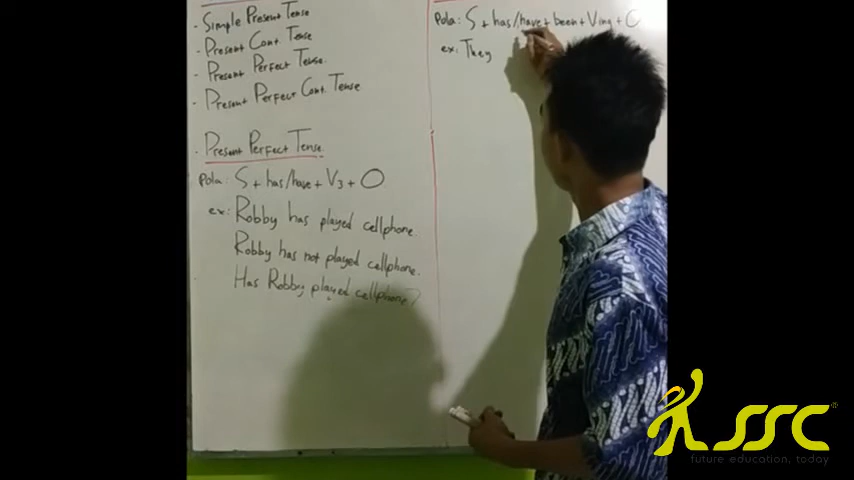 - Simple Present Tense
- Present Cont. Tense
- Present Perfect Tense.
- Present Perfect Cont. Tense
- Present Perfect Tense.
Pola: S + has/have + V3 + O
ex: Robby has played cellphone.
Robby has not played cellphone.
Has Robby played cellphone?
Pola: S + has/have + been + Ving + C
ex: They
SSC
future education, today